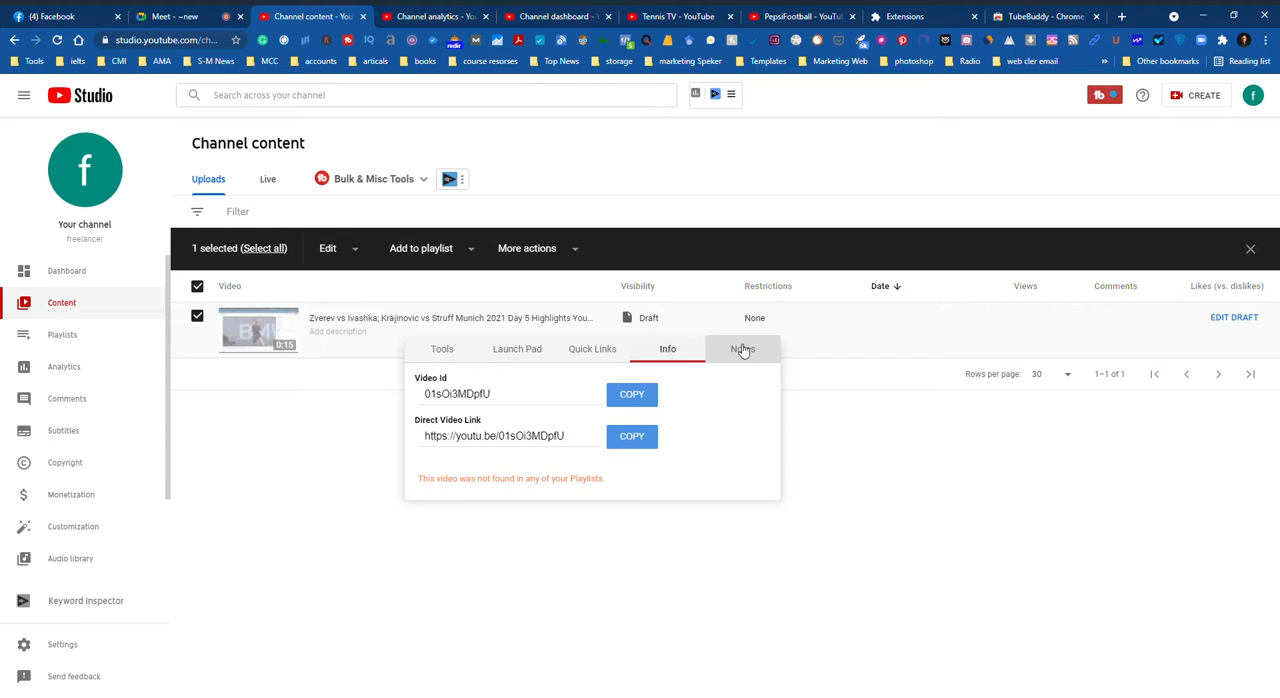 (4) Facebook
Meet - ~new
Channel content - You
Channel analytics - Yo
Channel dashboard - Y
Tennis TV - YouTube
PepsiFootball - YouTu
Extensions
TubeBuddy - Chrome
studio.youtube.com/ch...
Tools
ielts
CMI
AMA
S-M News
MCC
accounts
articals
books
course resorses
Top News
storage
marketing Speker
Templates
Marketing Web
photoshop
Radio
web cler email
»
Other bookmarks
Reading list
Studio
Search across your channel
tb
CREATE
f
f
Your channel
freelancer
Dashboard
Content
Playlists
Analytics
Comments
Subtitles
Copyright
Monetization
Customization
Audio library
Keyword Inspector
Settings
Send feedback
Channel content
Uploads
Live
Bulk & Misc Tools
Filter
1 selected (Select all)
Edit
Add to playlist
More actions
Video
Visibility
Restrictions
Date
Views
Comments
Likes (vs. dislikes)
0:15
Zverev vs Ivashka; Krajinovic vs Struff Munich 2021 Day 5 Highlights You...
Add description
Draft
None
EDIT DRAFT
Tools
Launch Pad
Quick Links
Info
Video Id
01sOi3MDpfU
COPY
Direct Video Link
https://youtu.be/01sOi3MDpfU
COPY
This video was not found in any of your Playlists.
Rows per page:
30
1–1 of 1